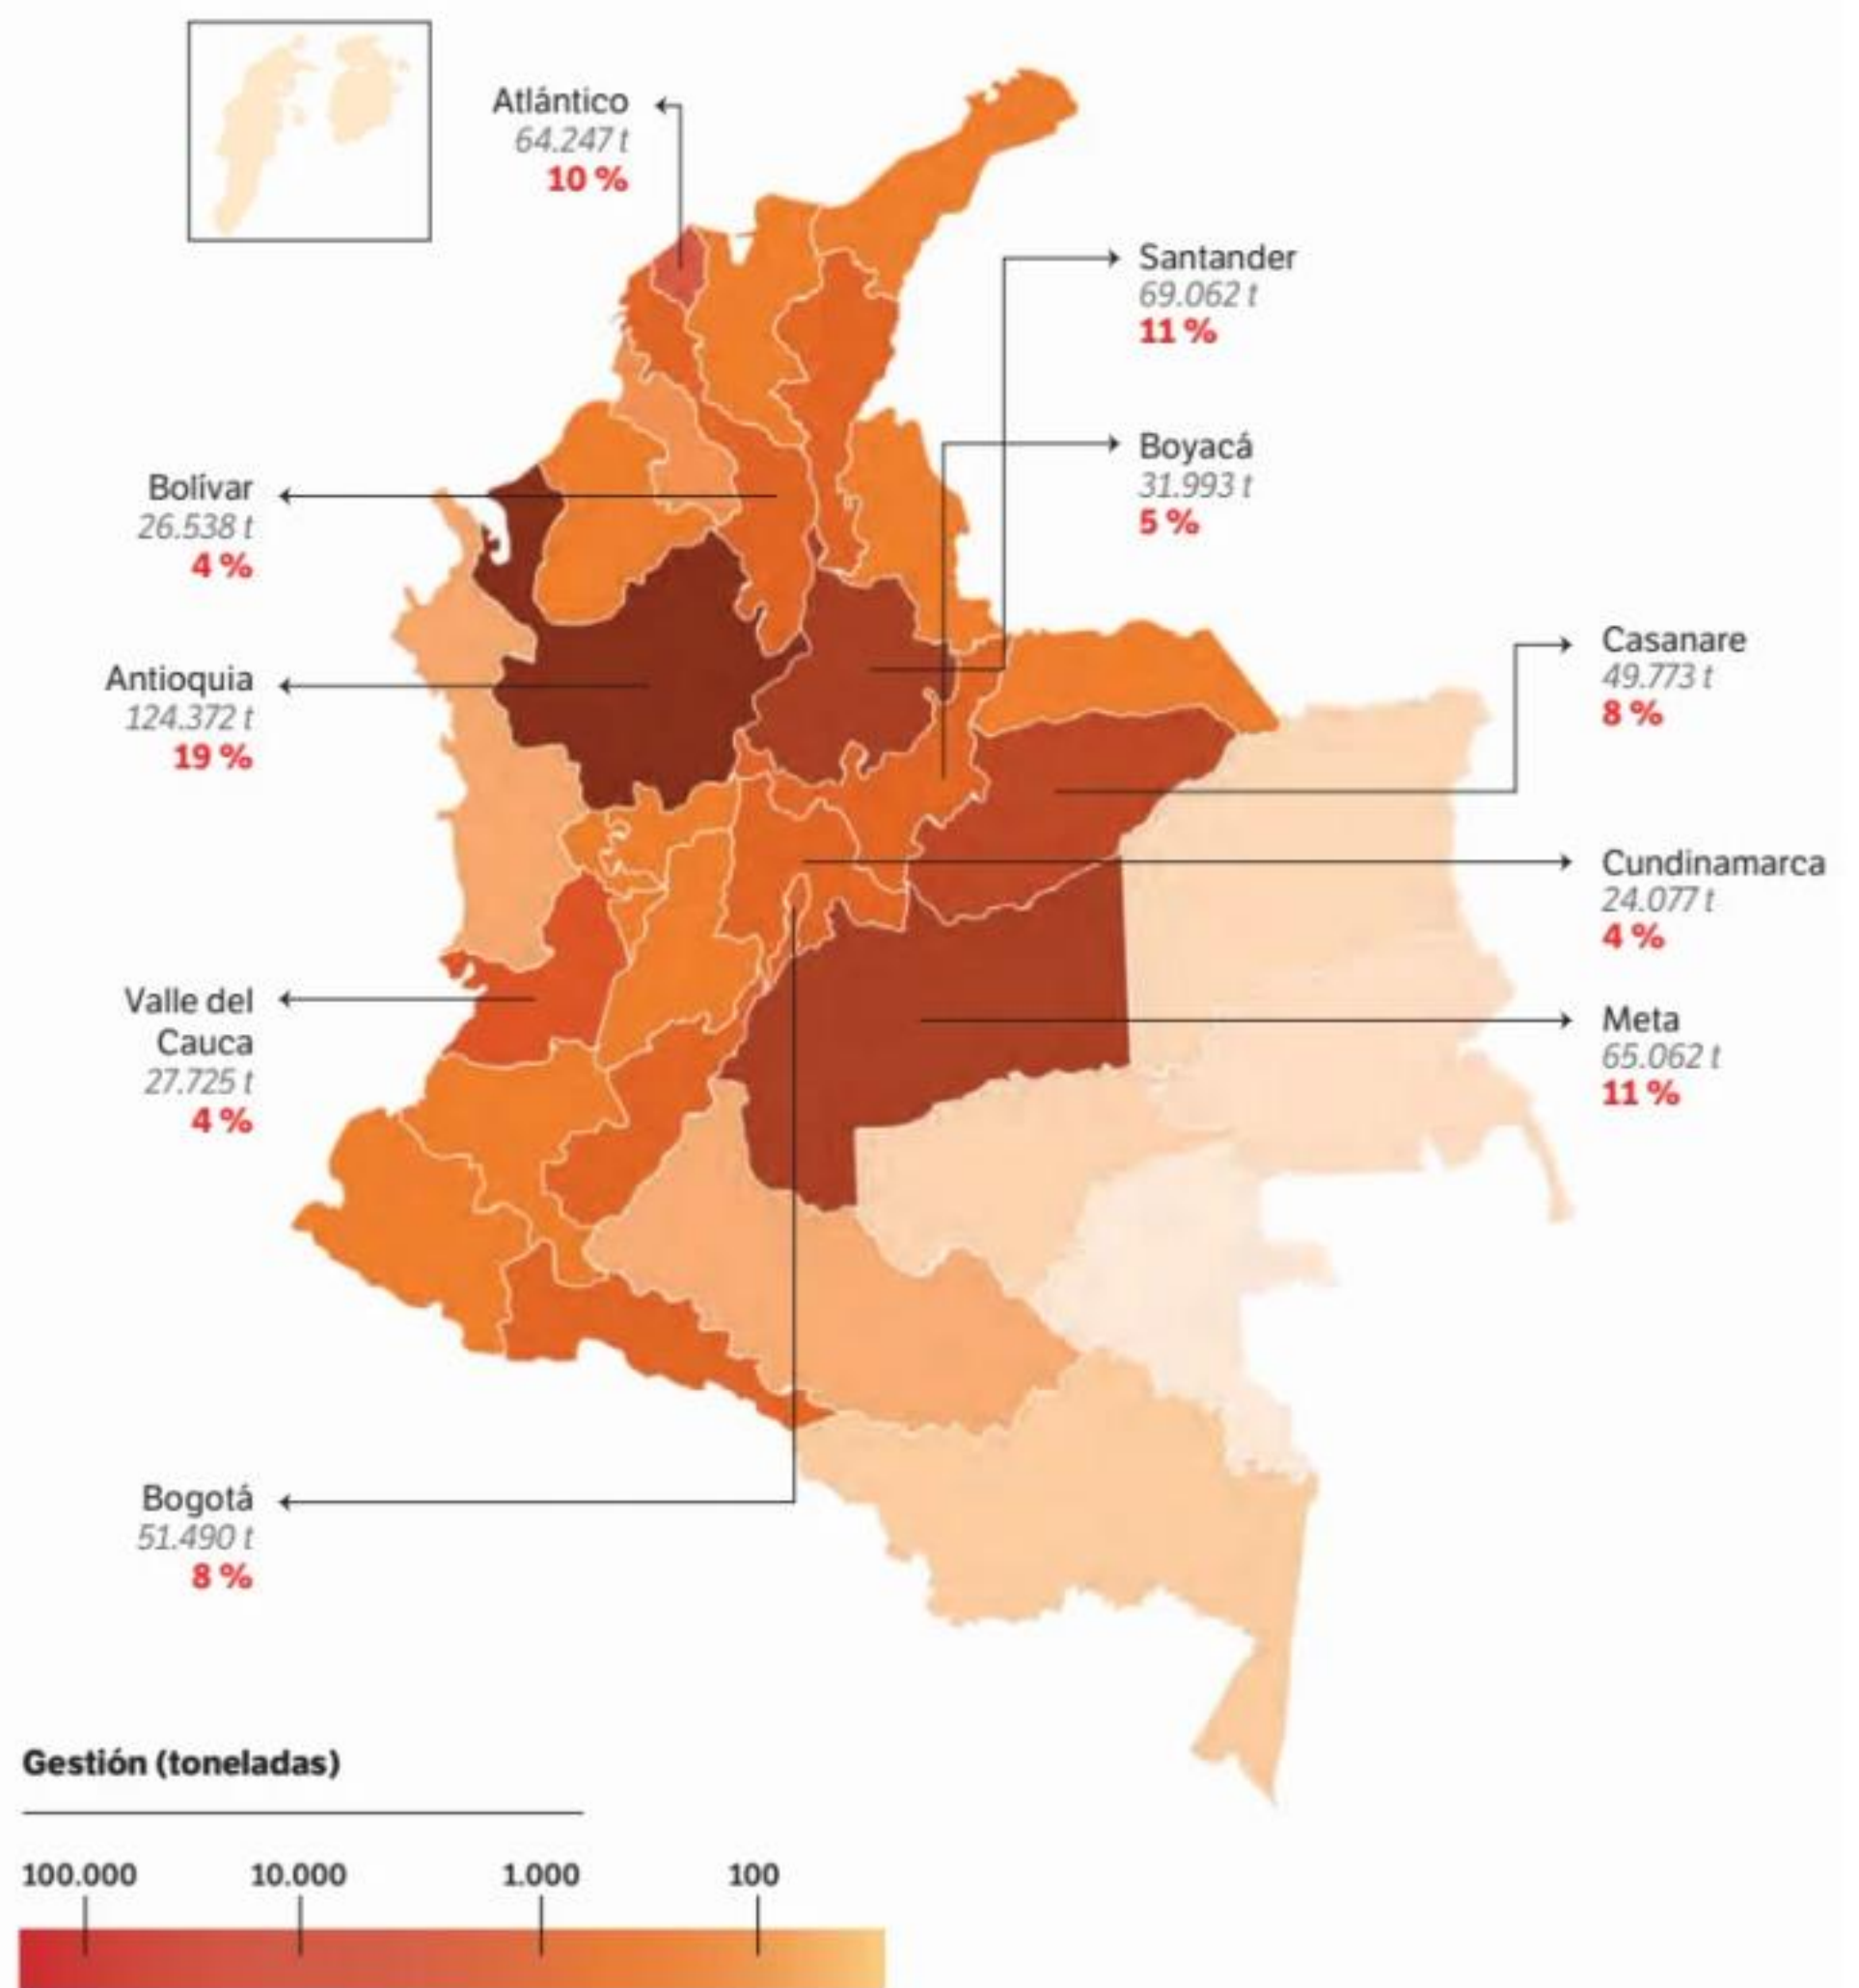 Atlántico
64.247 t
10 %
Santander
69.062 t
11 %
Boyacá
31.993 t
5 %
Bolívar
26.538 t
4 %
Antioquia
124.372 t
19 %
Casanare
49.773 t
8 %
Cundinamarca
24.077 t
4 %
Valle del
Cauca
27.725 t
4 %
Meta
65.062 t
11 %
Bogotá
51.490 t
8 %
Gestión (toneladas)
100.000 10.000 1.000 100